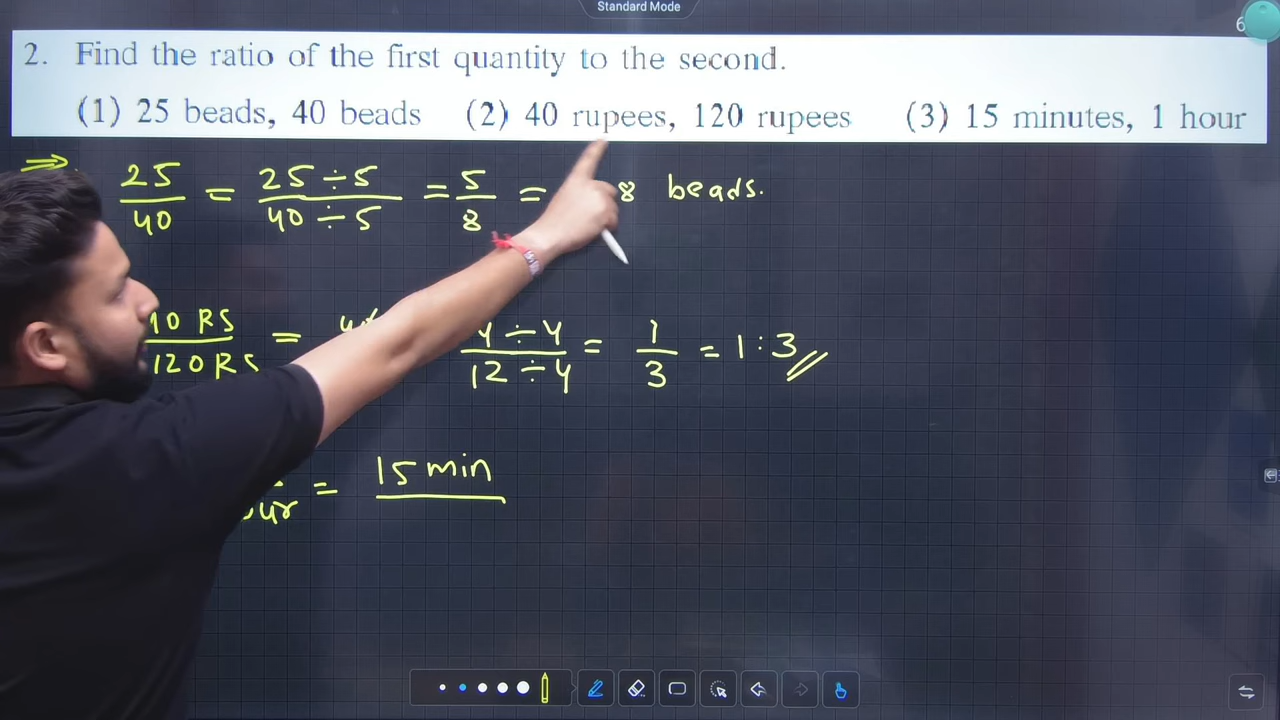 Standard Mode
6
2. Find the ratio of the first quantity to the second.
(1) 25 beads, 40 beads (2) 40 rupees, 120 rupees (3) 15 minutes, 1 hour
25/40 = 25÷5/40÷5 = 5/8 = 8 beads.
RS/120 RS = 4÷4/12÷4 = 1/3 = 1:3
= 15 min